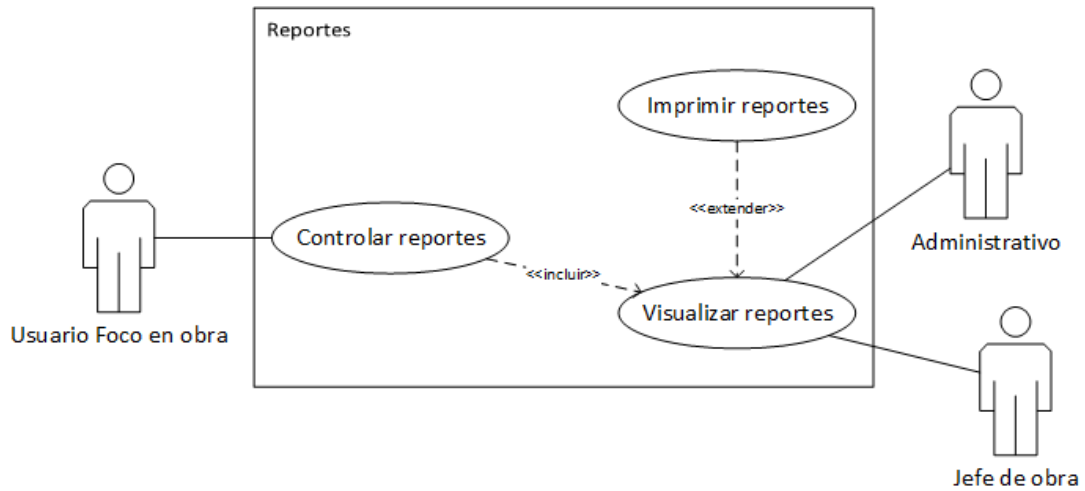 Reportes
Imprimir reportes
<<extender>>
Administrativo
Controlar reportes
<<incluir>>
Visualizar reportes
Usuario Foco en obra
Jefe de obra